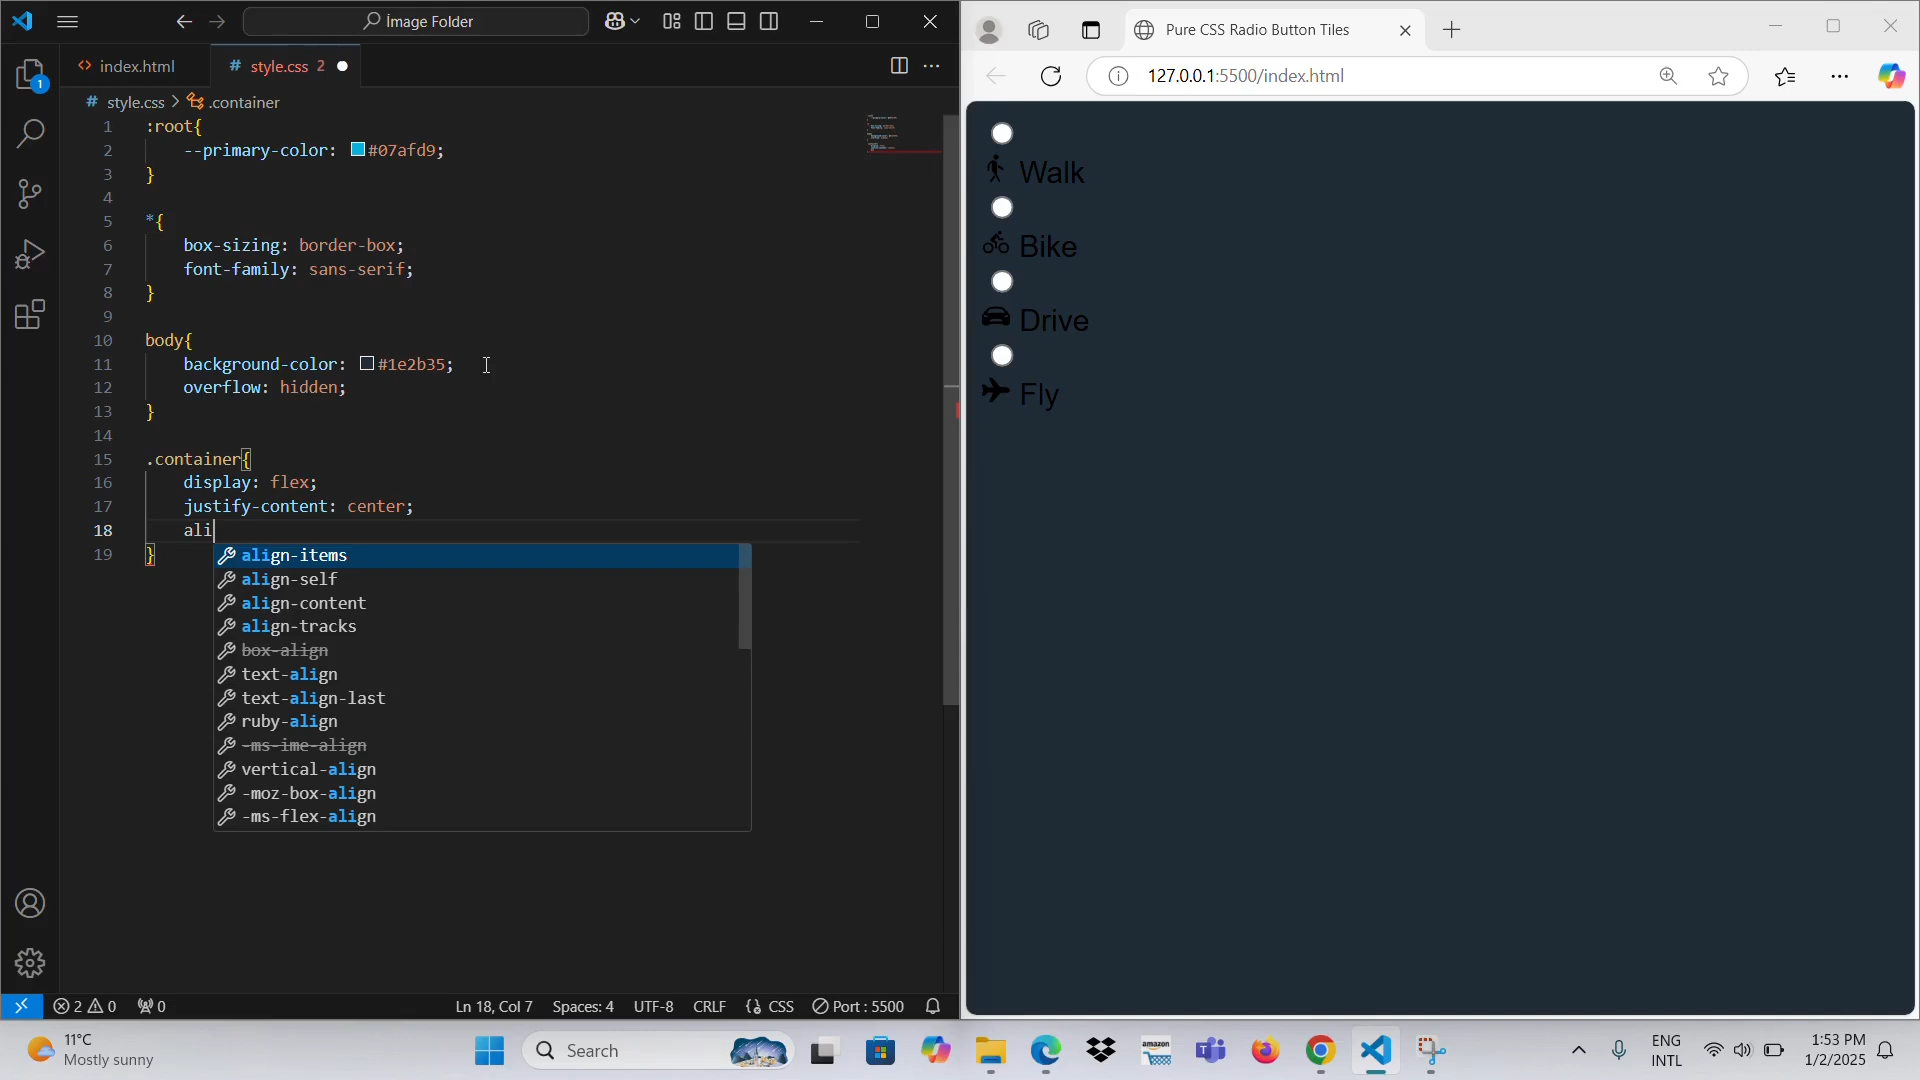 İmage Folder
index.html
# style.css 2
# style.css > .container
1 :root{
2 --primary-color: #07afd9;
3 }
4
5 *{
6 box-sizing: border-box;
7 font-family: sans-serif;
8 }
9
10 body{
11 background-color: #1e2b35;
12 overflow: hidden;
13 }
14
15 .container{
16 display: flex;
17 justify-content: center;
18 ali
19 }
align-items
align-self
align-content
align-tracks
box-align
text-align
text-align-last
ruby-align
-ms-ime-align
vertical-align
-moz-box-align
-ms-flex-align
1
2 0 0
Ln 18, Col 7 Spaces: 4 UTF-8 CRLF {} CSS Port : 5500
Pure CSS Radio Button Tiles
127.0.0.1:5500/index.html
Walk
Bike
Drive
Fly
11°C
Mostly sunny
Search
amazon
ENG
INTL
1:53 PM
1/2/2025